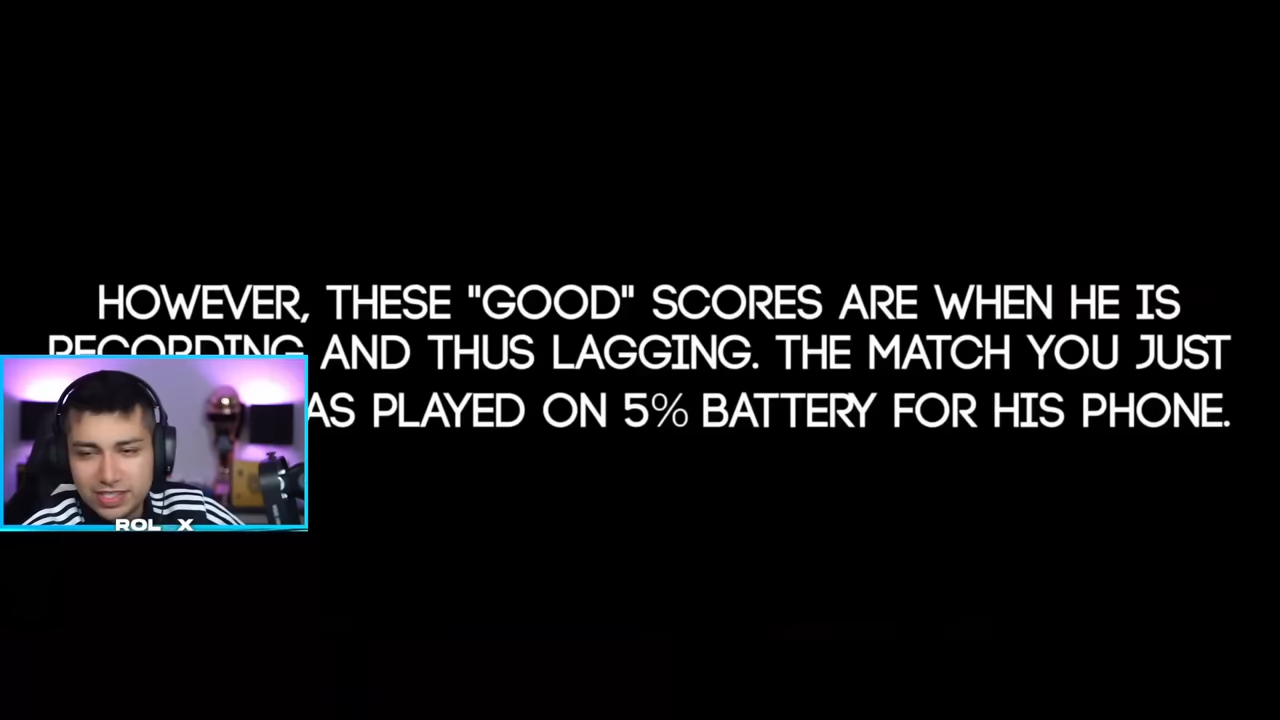 HOWEVER, THESE "GOOD" SCORES ARE WHEN HE IS
RECORDING AND THUS LAGGING. THE MATCH YOU JUST
PLAYED ON 5% BATTERY FOR HIS PHONE.